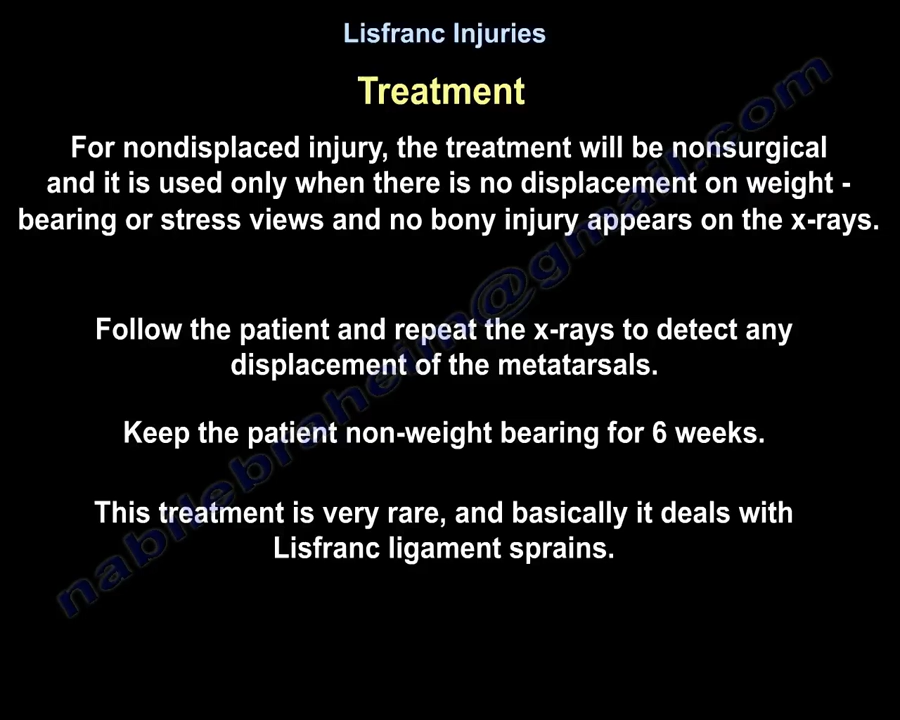 Lisfranc Injuries
Treatment
For nondisplaced injury, the treatment will be nonsurgical
and it is used only when there is no displacement on weight -
bearing or stress views and no bony injury appears on the x-rays.
Follow the patient and repeat the x-rays to detect any
displacement of the metatarsals.
Keep the patient non-weight bearing for 6 weeks.
This treatment is very rare, and basically it deals with
Lisfranc ligament sprains.
nabilebraheim@gmail.com